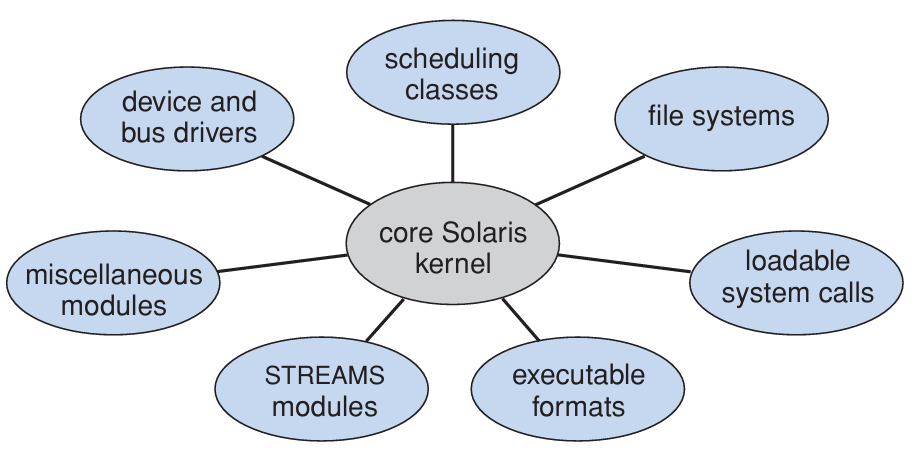 scheduling
classes
device and
bus drivers
file systems
core Solaris
kernel
miscellaneous
modules
loadable
system calls
STREAMS
modules
executable
formats